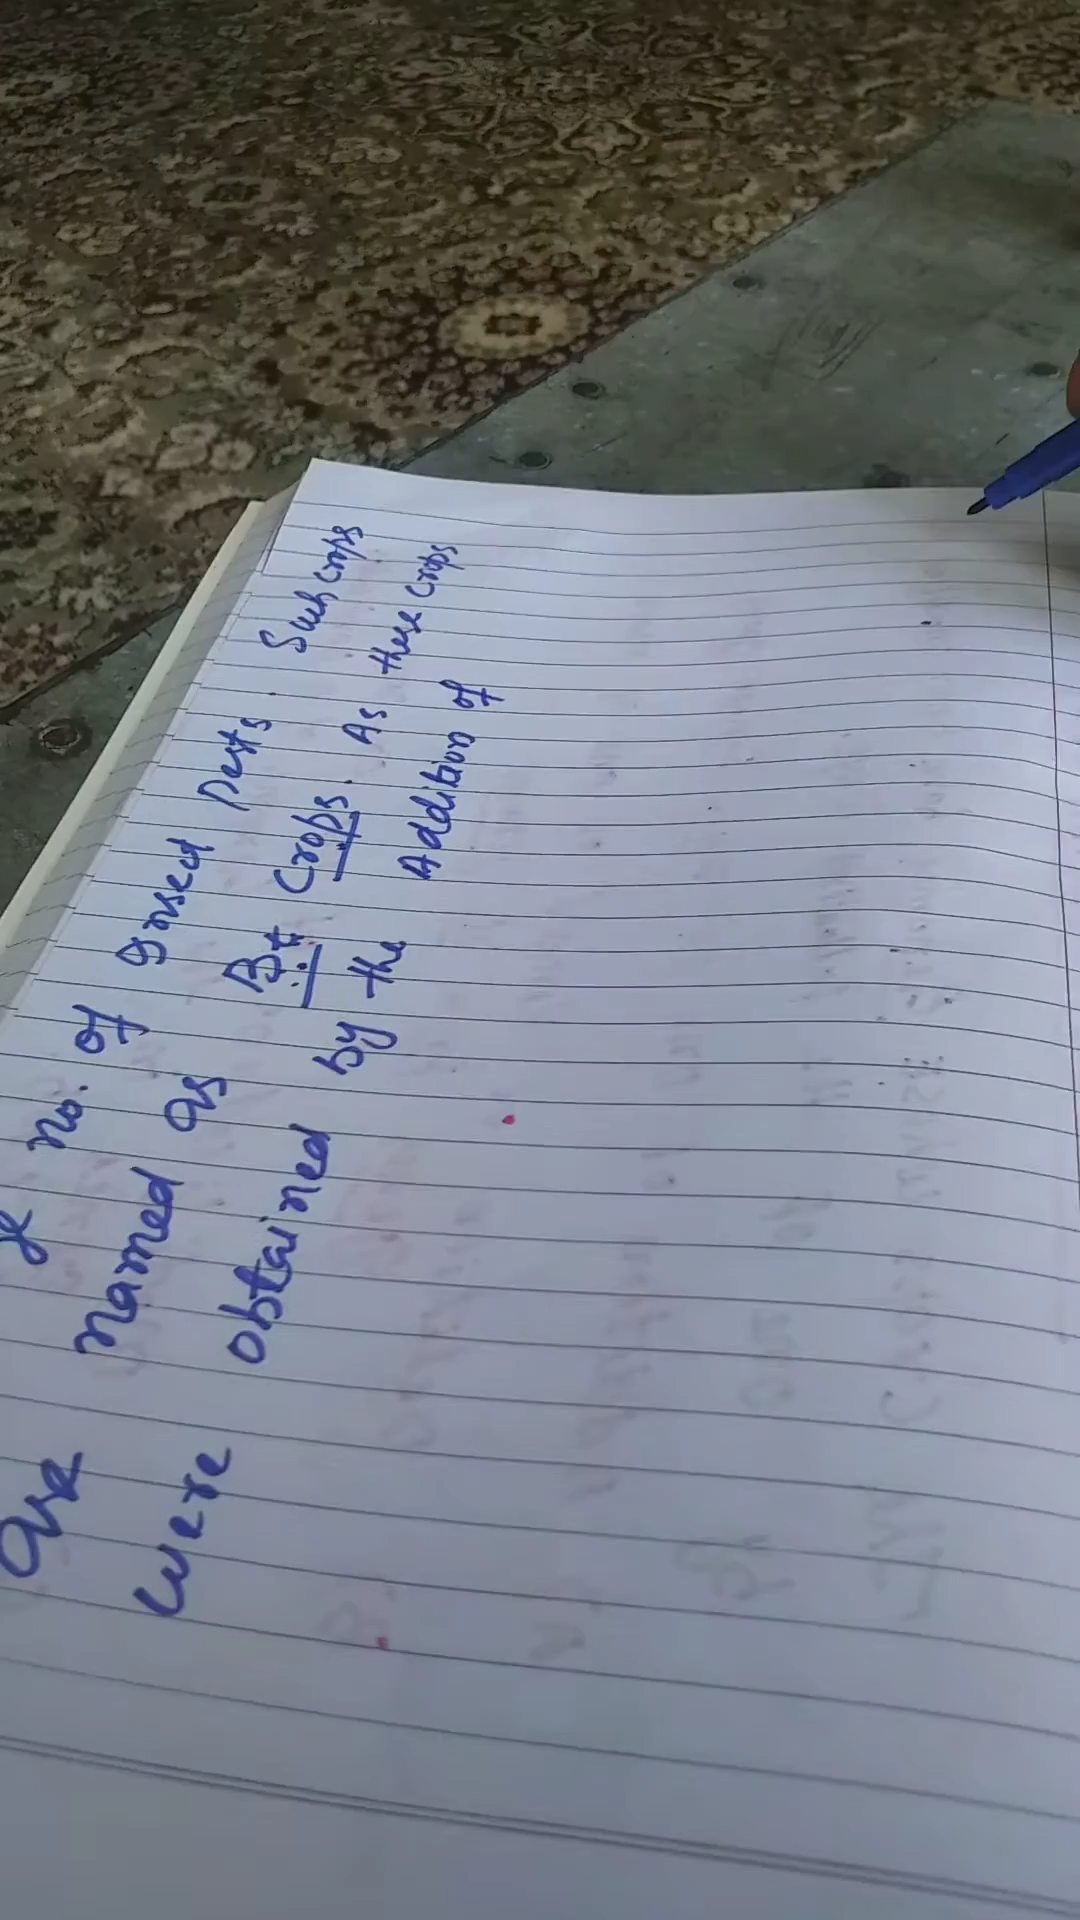 no. of Insect Pests. Such crops
are named as Bt Crops. As these crops
were obtained by the Addition of